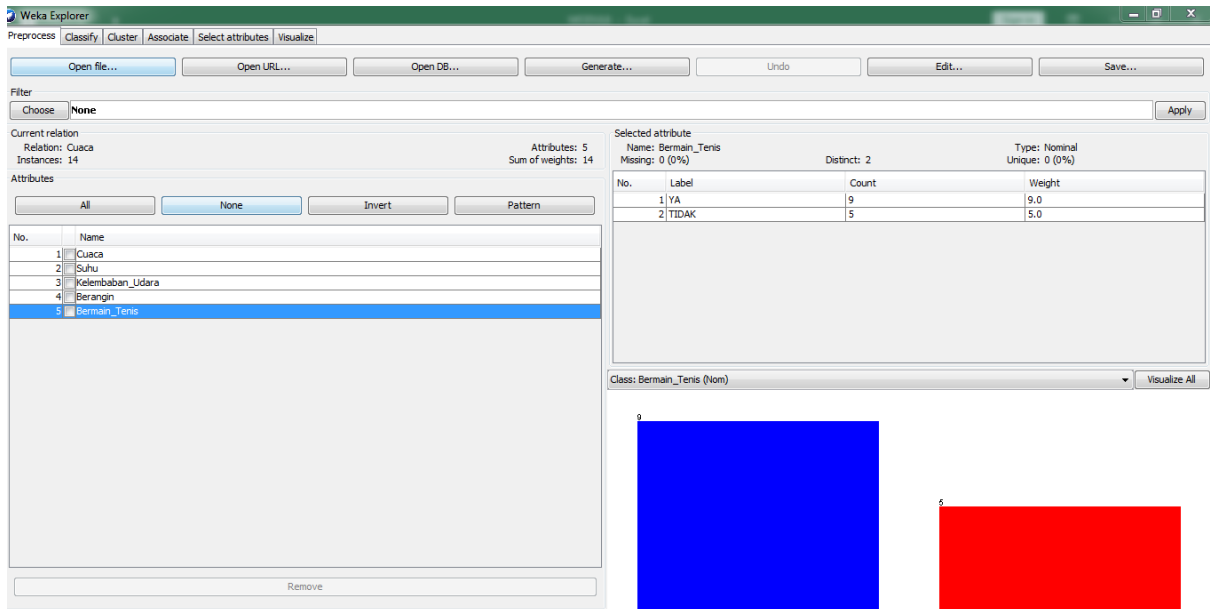 Weka Explorer
Preprocess Classify Cluster Associate Select attributes Visualize
Open file... Open URL... Open DB... Generate... Undo Edit... Save...
Filter
Choose None Apply
Current relation
Relation: Cuaca Attributes: 5
Instances: 14 Sum of weights: 14
Attributes
All None Invert Pattern
No. Name
1 Cuaca
2 Suhu
3 Kelembaban_Udara
4 Berangin
5 Bermain_Tenis
Remove
Selected attribute
Name: Bermain_Tenis Type: Nominal
Missing: 0 (0%) Distinct: 2 Unique: 0 (0%)
No. Label Count Weight
1 YA 9 9.0
2 TIDAK 5 5.0
Class: Bermain_Tenis (Nom) Visualize All
9
5